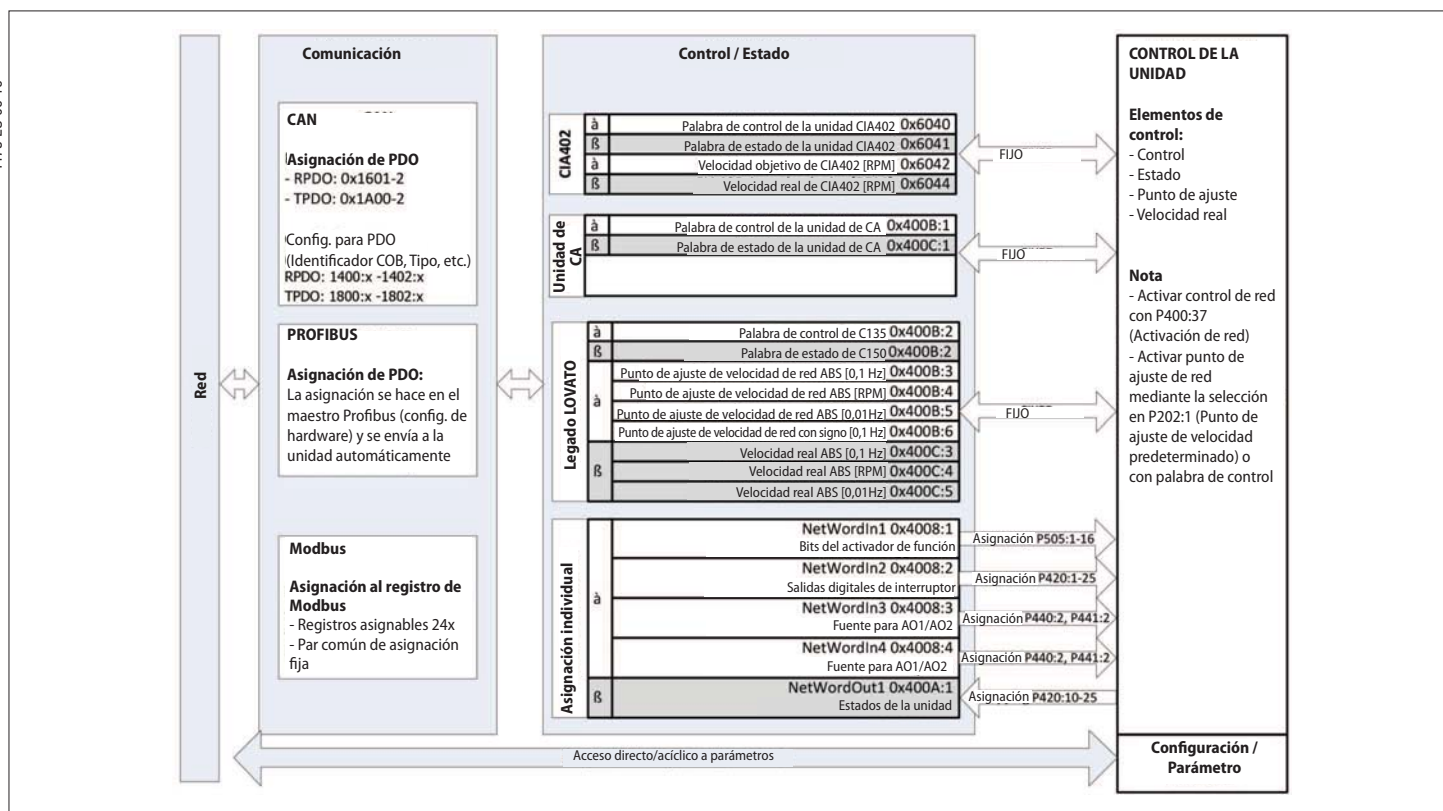 Red
Comunicación
CAN
Asignación de PDO
- RPDO: 0x1601-2
- TPDO: 0x1A00-2
Config. para PDO
(Identificador COB, Tipo, etc.)
RPDO: 1400:x -1402:x
TPDO: 1800:x -1802:x
PROFIBUS
Asignación de PDO:
La asignación se hace en el
maestro Profibus (config. de
hardware) y se envía a la
unidad automáticamente
Modbus
Asignación al registro de
Modbus
- Registros asignables 24x
- Par común de asignación
fija
Control / Estado
CIA402
à Palabra de control de la unidad CIA402 0x6040
ß Palabra de estado de la unidad CIA402 0x6041
à Velocidad objetivo de CIA402 [RPM] 0x6042
ß Velocidad real de CIA402 [RPM] 0x6044
FIJO
Unidad de
CA
à Palabra de control de la unidad de CA 0x400B:1
ß Palabra de estado de la unidad de CA 0x400C:1
FIJO
Legado LOVATO
à Palabra de control de C135 0x400B:2
ß Palabra de estado de C150 0x400B:2
à
Punto de ajuste de velocidad de red ABS [0,1 Hz] 0x400B:3
Punto de ajuste de velocidad de red ABS [RPM] 0x400B:4
Punto de ajuste de velocidad de red ABS [0,01Hz] 0x400B:5
Punto de ajuste de velocidad de red con signo [0,1 Hz] 0x400B:6
ß
Velocidad real ABS [0,1 Hz] 0x400C:3
Velocidad real ABS [RPM] 0x400C:4
Velocidad real ABS [0,01Hz] 0x400C:5
FIJO
Asignación individual
à
NetWordIn1 0x4008:1
Bits del activador de función
Asignación P505:1-16
NetWordIn2 0x4008:2
Salidas digitales de interruptor
Asignación P420:1-25
NetWordIn3 0x4008:3
Fuente para AO1/AO2
Asignación P440:2, P441:2
NetWordIn4 0x4008:4
Fuente para AO1/AO2
Asignación P440:2, P441:2
ß
NetWordOut1 0x400A:1
Estados de la unidad
Asignación P420:10-25
CONTROL DE LA
UNIDAD
Elementos de
control:
- Control
- Estado
- Punto de ajuste
- Velocidad real
Nota
- Activar control de red
con P400:37
(Activación de red)
- Activar punto de
ajuste de red
mediante la selección
en P202:1 (Punto de
ajuste de velocidad
predeterminado) o
con palabra de control
Acceso directo/acíclico a parámetros
Configuración /
Parámetro